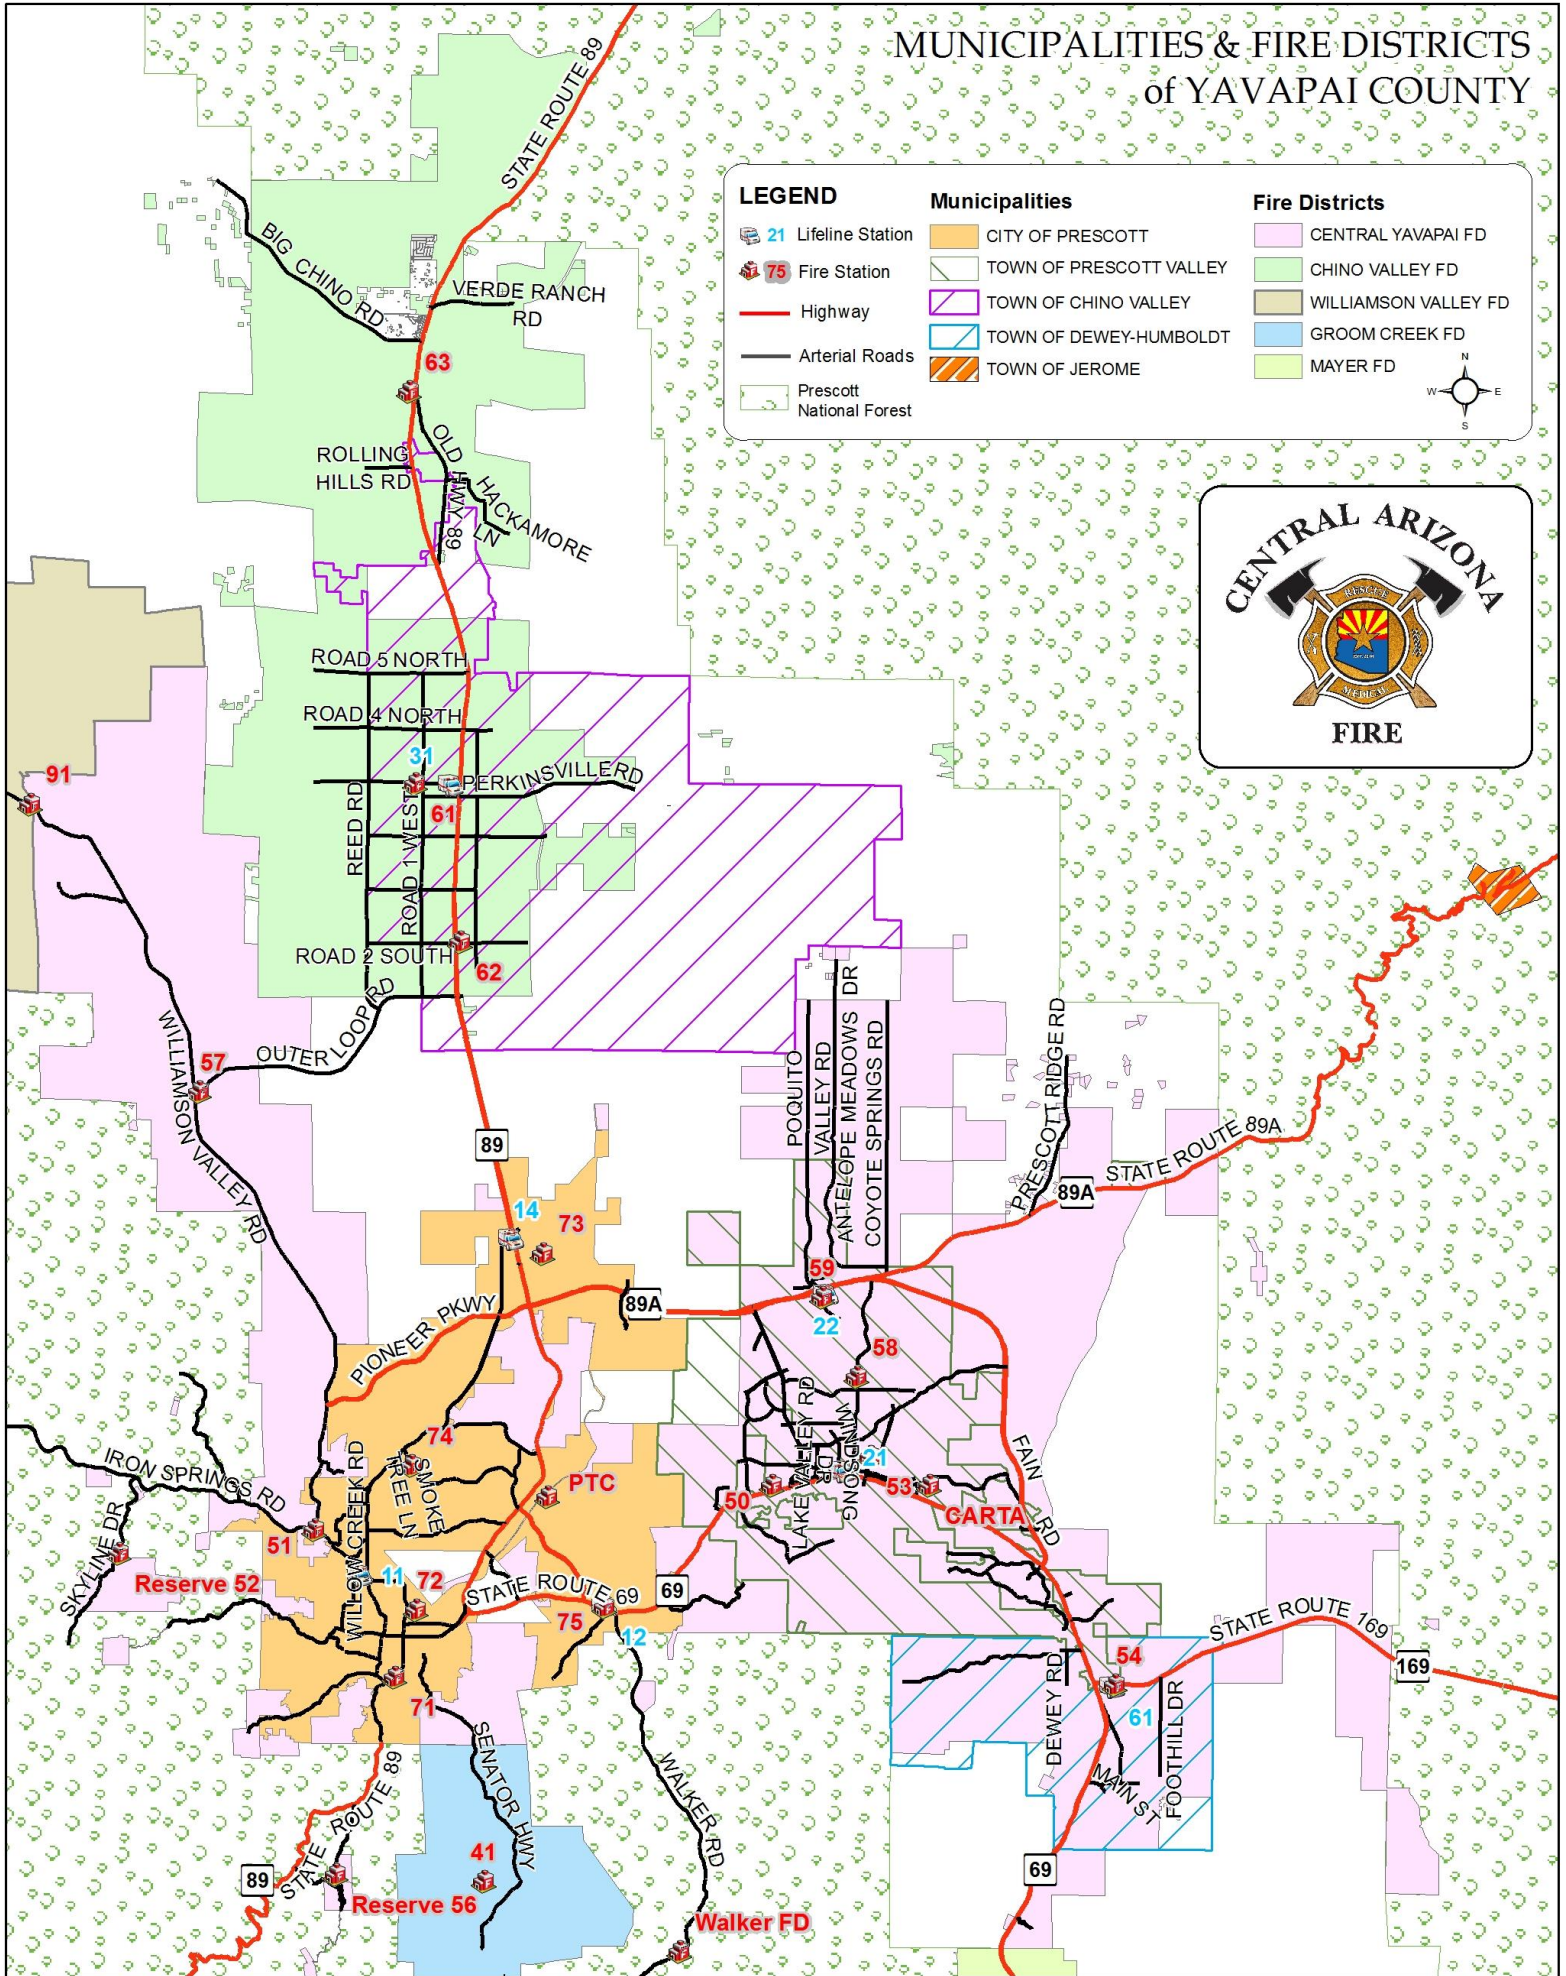 MUNICIPALITIES & FIRE DISTRICTS
of YAVAPAI COUNTY
LEGEND
21 Lifeline Station
75 Fire Station
Highway
Arterial Roads
Prescott
National Forest
Municipalities
CITY OF PRESCOTT
TOWN OF PRESCOTT VALLEY
TOWN OF CHINO VALLEY
TOWN OF DEWEY-HUMBOLDT
TOWN OF JEROME
Fire Districts
CENTRAL YAVAPAI FD
CHINO VALLEY FD
WILLIAMSON VALLEY FD
GROOM CREEK FD
MAYER FD
N
W E
S
CENTRAL ARIZONA
RESCUE
MEDICAL
FIRE
STATE ROUTE 89
BIG CHINO RD
VERDE RANCH
RD
63
OLD
HWY 89
ROLLING
HILLS RD
HACKAMORE
LN
ROAD 5 NORTH
ROAD 4 NORTH
31
PERKINSVILLE RD
61
REED RD
ROAD 1 WEST
91
ROAD 2 SOUTH
62
OUTER LOOP RD
57
WILLIAMSON VALLEY RD
POQUITO
VALLEY RD
ANTELOPE MEADOWS DR
COYOTE SPRINGS RD
PRESCOTT RIDGE RD
STATE ROUTE 89A
89A
89
14
73
59
22
89A
PIONEER PKWY
58
LAKE VALLEY RD
WINDSONG
DR
21
53
50
CARTA
FAIN RD
74
SMOKE
TREE LN
PTC
IRON SPRINGS RD
SKYLINE DR
51
Reserve 52
WILLOW CREEK RD
11
72
STATE ROUTE 69
69
75
12
71
STATE ROUTE 169
169
54
61
DEWEY RD
FOOTHILL DR
MAIN ST
69
SENATOR HWY
WALKER RD
STATE ROUTE 89
89
41
Reserve 56
Walker FD